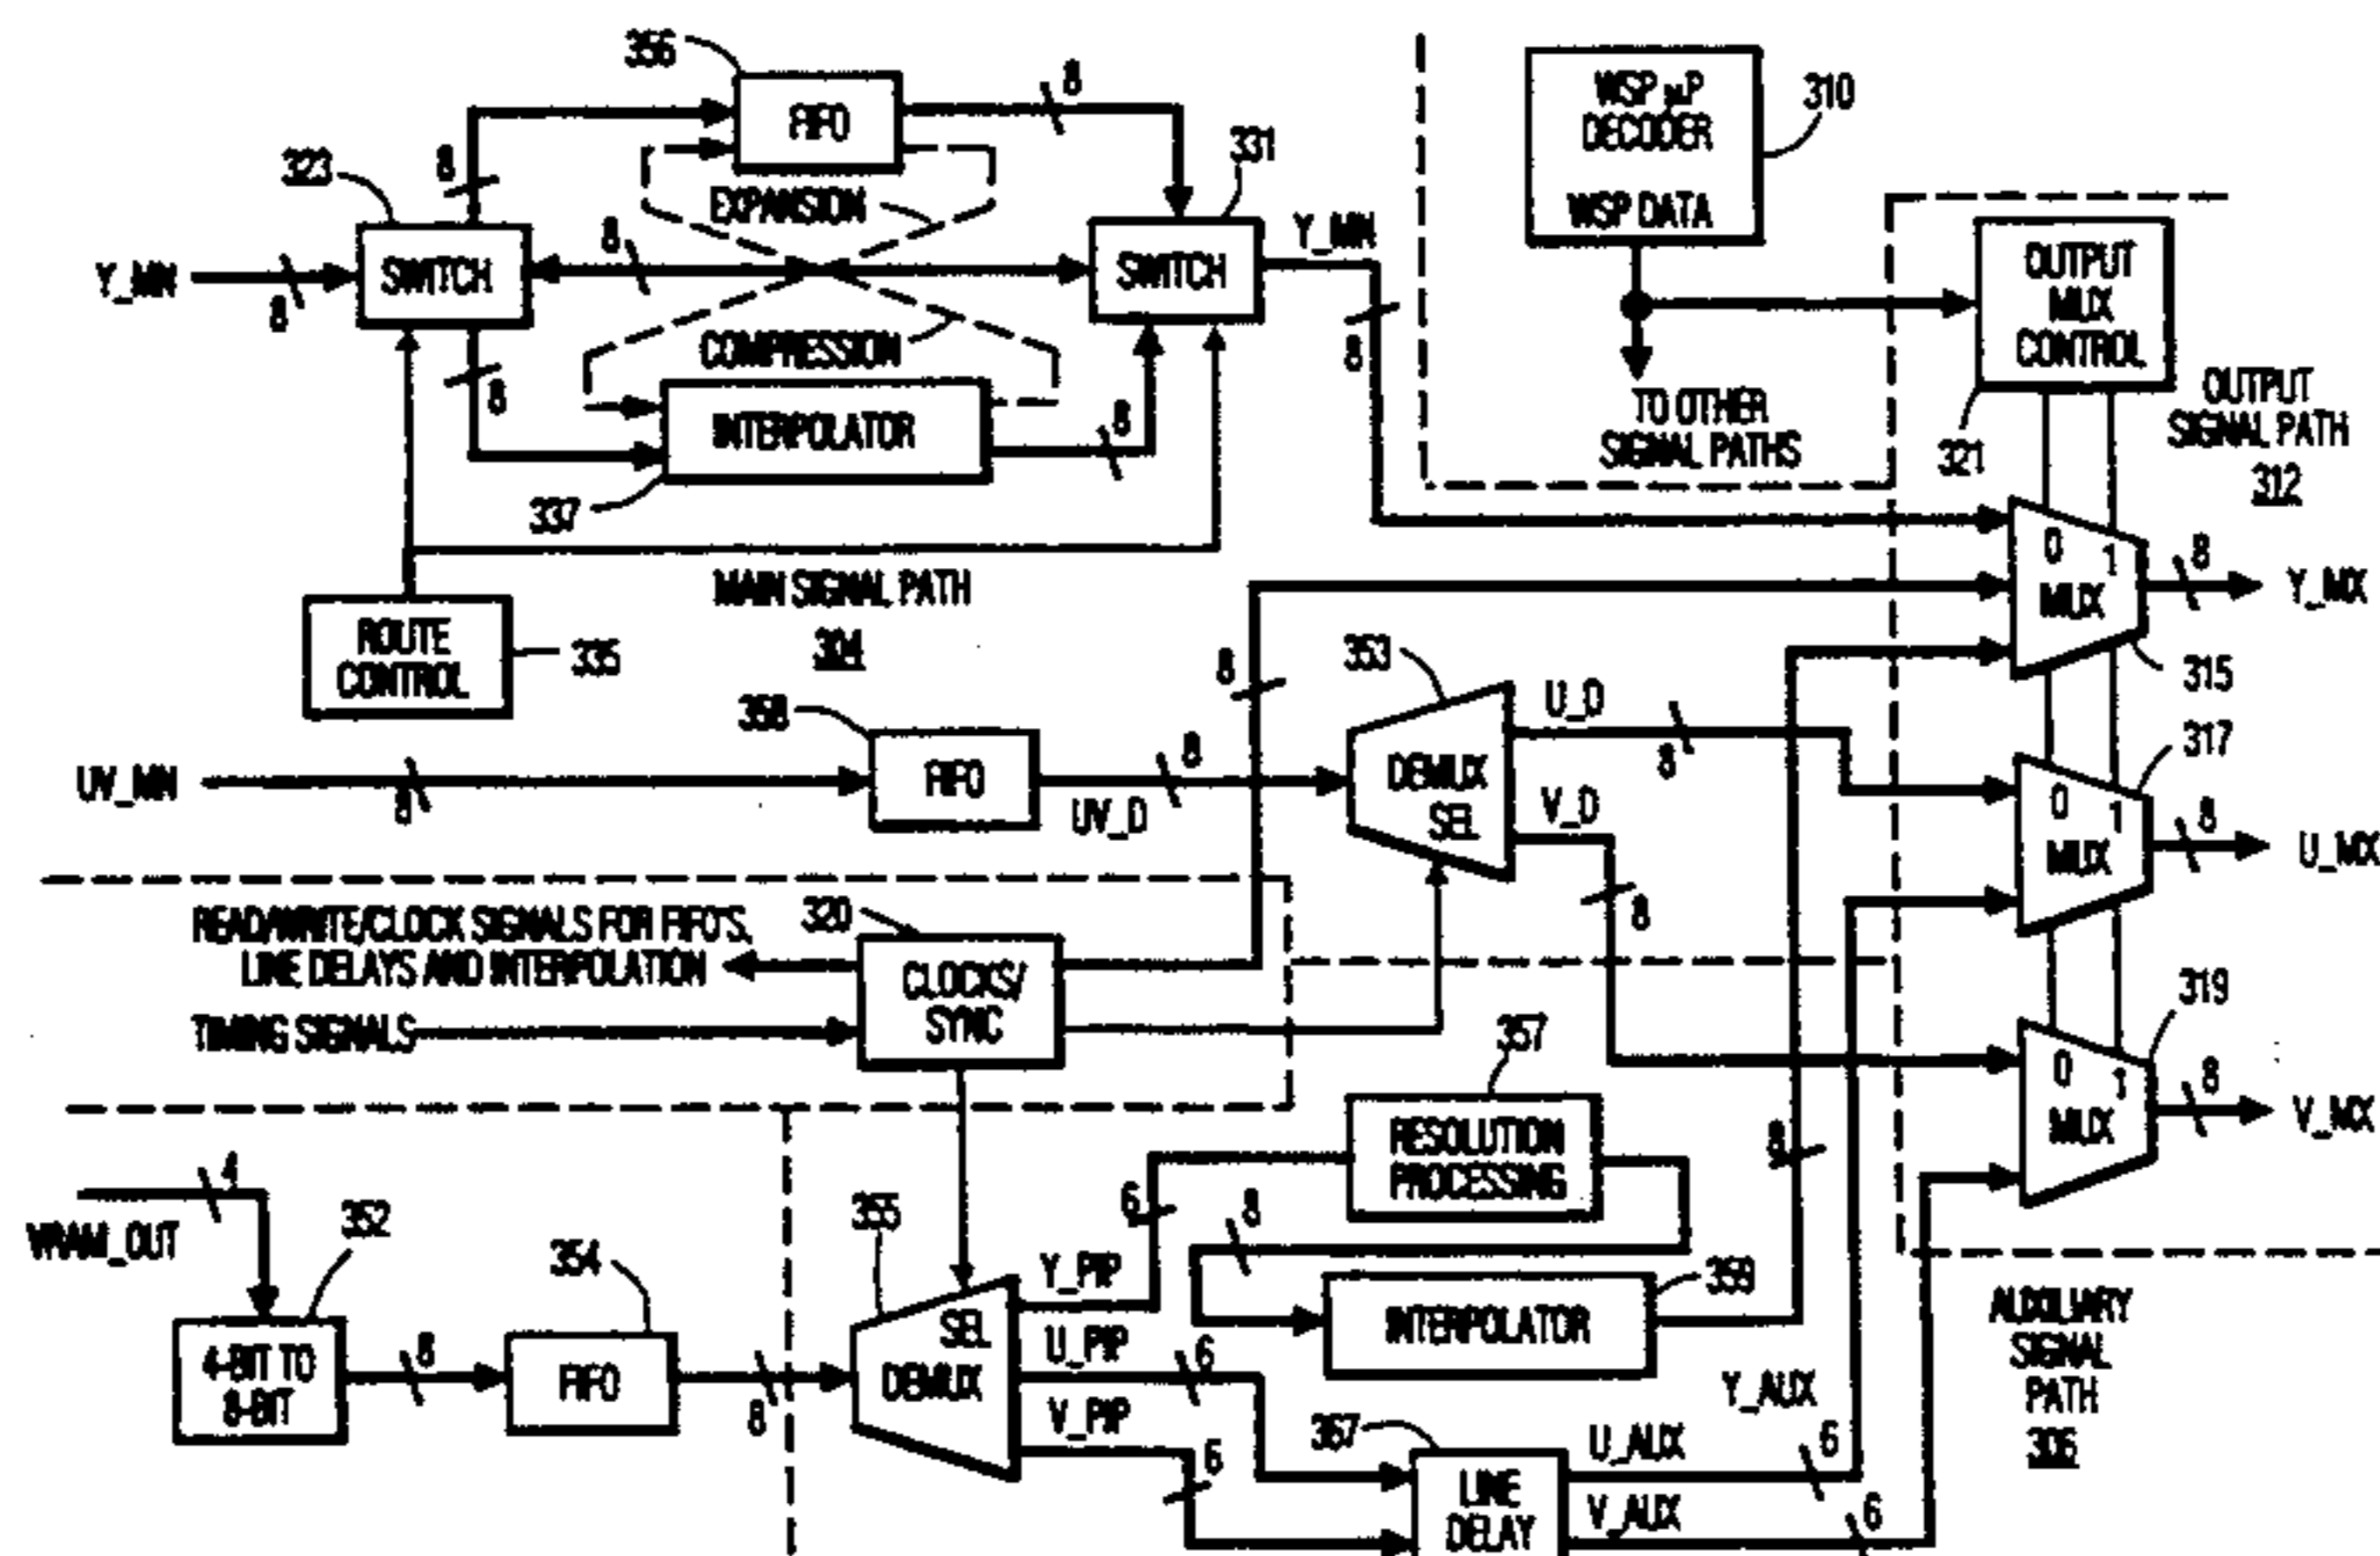 356
8
FIFO
323
8
EXPANSION
331
Y_MN
8
8
SWITCH
8
SWITCH
Y_MN
8
COMPRESSION
8
INTERPOLATOR
8
337
WSP μP
DECODER
WSP DATA
310
OUTPUT
MUX
CONTROL
321
OUTPUT
SIGNAL PATH
312
TO OTHER
SIGNAL PATHS
MAIN SIGNAL PATH
304
ROUTE
CONTROL
335
0
1
MUX
8
Y_MX
315
358
8
353
U_D
8
317
UV_MN
8
FIFO
8
UV_D
DEMUX
SEL
V_D
8
0
1
MUX
8
U_MX
READ/WRITE/CLOCK SIGNALS FOR FIFO'S,
LINE DELAYS AND INTERPOLATION
TIMING SIGNALS
320
CLOCKS/
SYNC
319
0
1
MUX
8
V_MX
357
RESOLUTION
PROCESSING
8
4
VRAM_OUT
352
354
355
6
8
Y_PIP
359
INTERPOLATOR
4-BIT TO
8-BIT
8
FIFO
8
SEL
DEMUX
U_PIP
6
V_PIP
6
Y_AUX
367
LINE
DELAY
U_AUX
6
V_AUX
6
AUXILIARY
SIGNAL
PATH
306